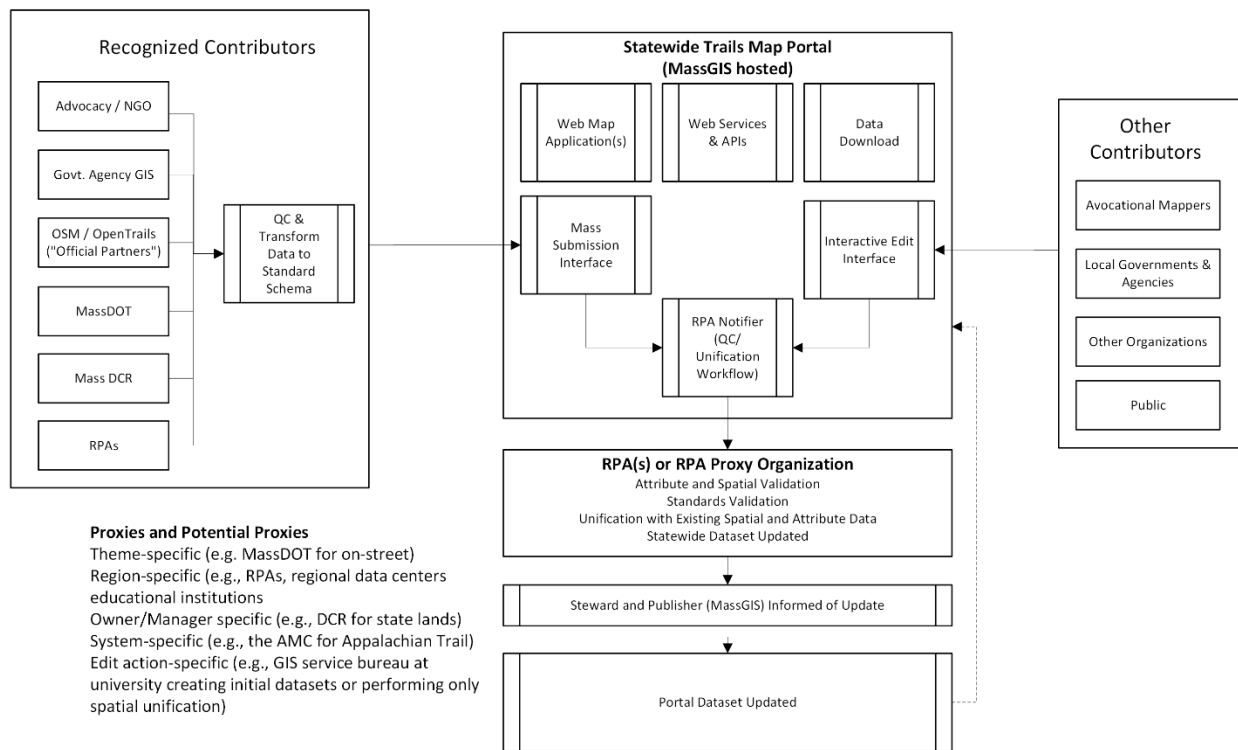 Recognized Contributors
Advocacy / NGO
Govt. Agency GIS
OSM / OpenTrails
("Official Partners")
MassDOT
Mass DCR
RPAs
QC &
Transform
Data to
Standard
Schema
Statewide Trails Map Portal
(MassGIS hosted)
Web Map
Application(s)
Web Services
& APIs
Data
Download
Mass
Submission
Interface
Interactive Edit
Interface
RPA Notifier
(QC/
Unification
Workflow)
Other
Contributors
Avocational Mappers
Local Governments &
Agencies
Other Organizations
Public
RPA(s) or RPA Proxy Organization
Attribute and Spatial Validation
Standards Validation
Unification with Existing Spatial and Attribute Data
Statewide Dataset Updated
Steward and Publisher (MassGIS) Informed of Update
Portal Dataset Updated
Proxies and Potential Proxies
Theme-specific (e.g. MassDOT for on-street)
Region-specific (e.g., RPAs, regional data centers
educational institutions
Owner/Manager specific (e.g., DCR for state lands)
System-specific (e.g., the AMC for Appalachian Trail)
Edit action-specific (e.g., GIS service bureau at
university creating initial datasets or performing only
spatial unification)